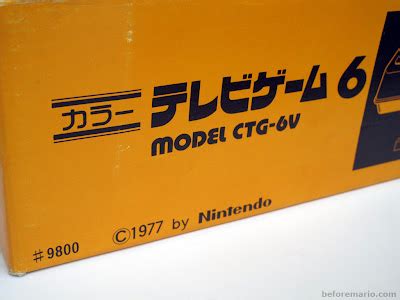 カラー テレビゲーム 6
MODEL CTG-6V
©1977 by Nintendo
#9800
beforemario.com